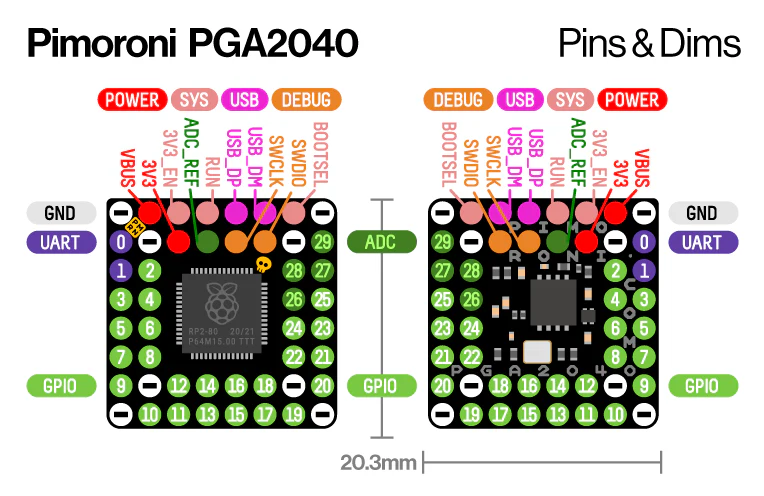 Pimoroni PGA2040
Pins & Dims
POWER SYS USB DEBUG
DEBUG USB SYS POWER
VBUS 3V3 3V3_EN ADC_REF RUN USB_DP USB_DM SWCLK SWDIO BOOTSEL
BOOTSEL SWDIO SWCLK USB_DM USB_DP RUN ADC_REF 3V3_EN 3V3 VBUS
GND
GND
UART
ADC
UART
GPIO
GPIO
GPIO
0 29
1 2 28 27
3 4 26 25
5 6 24 23
7 8 22 21
9 12 14 16 18 20
10 11 13 15 17 19
RP2-B0 20/21
P64M15.00 TTT
29 0
27 28 2 1
25 26 4 3
23 24 6 5
21 22 8 7
20 18 16 14 12 9
19 17 15 13 11 10
PIMO
RONI
.COM
PGA2040
20.3mm